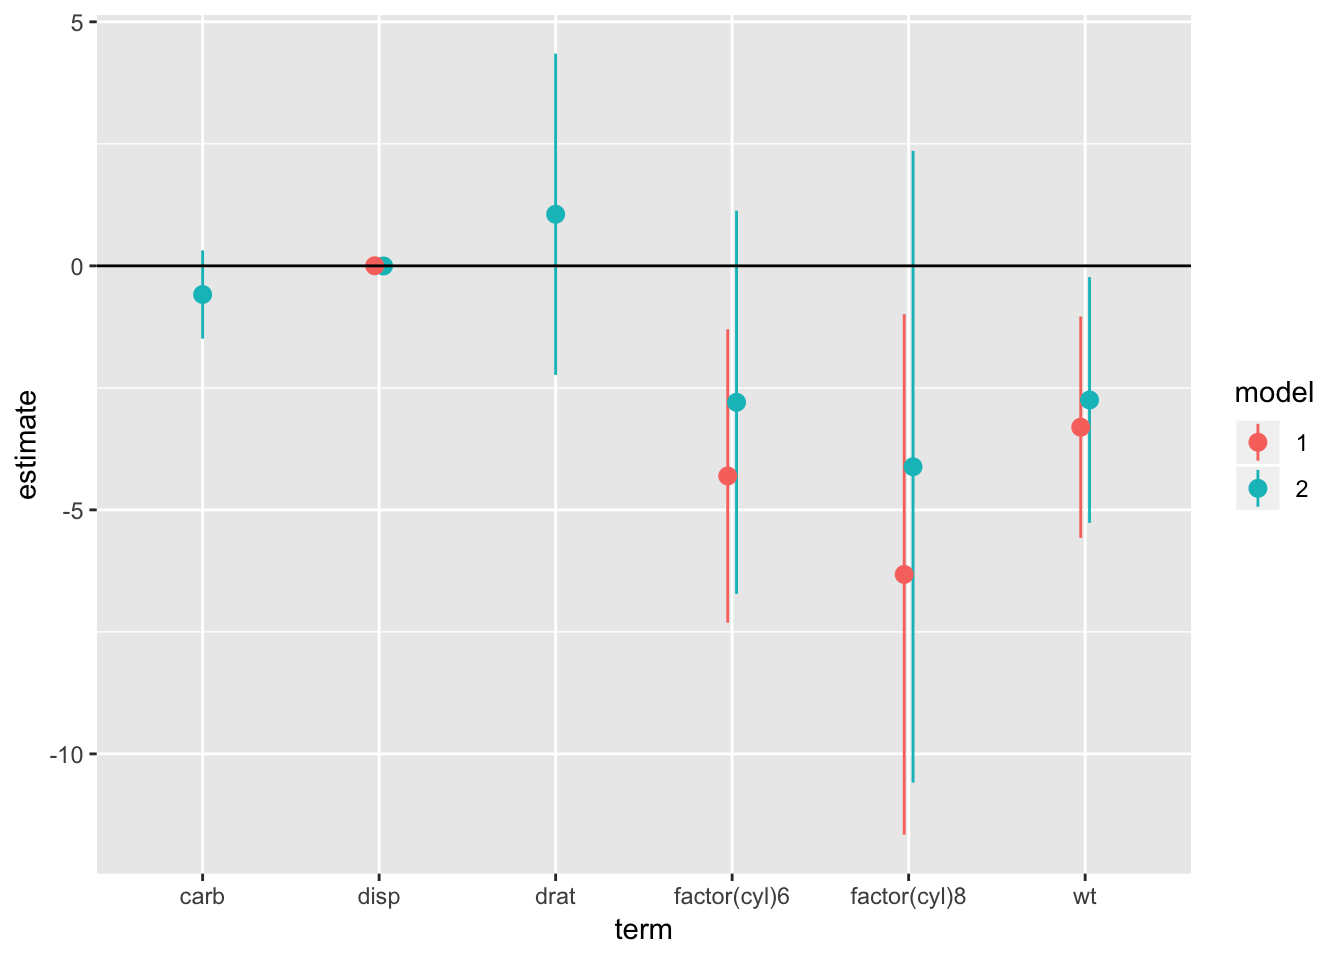 5
0
-5
-10
estimate
carb disp drat factor(cyl)6 factor(cyl)8 wt
term
model
1
2